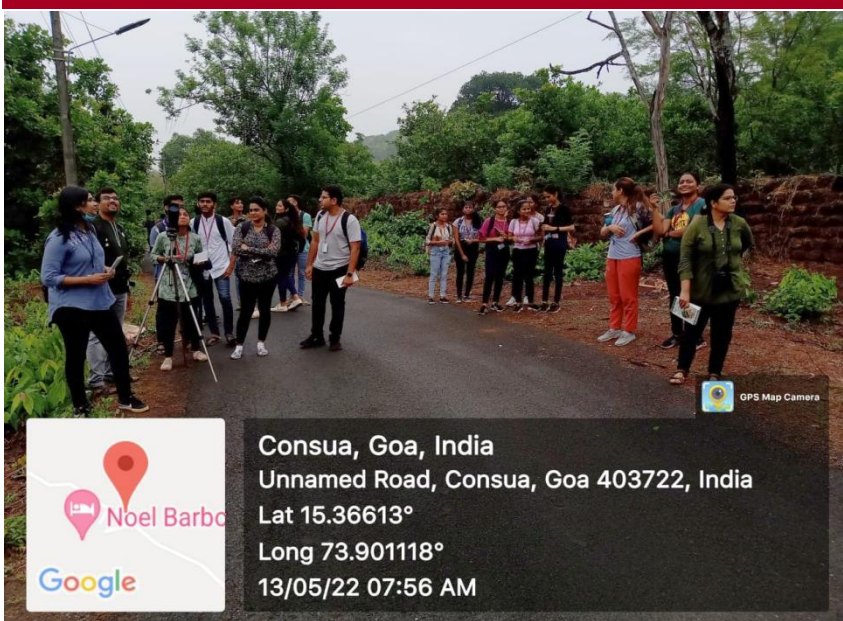 GPS Map Camera
Consua, Goa, India
Unnamed Road, Consua, Goa 403722, India
Lat 15.36613°
Long 73.901118°
13/05/22 07:56 AM
Noel Barbo
Google